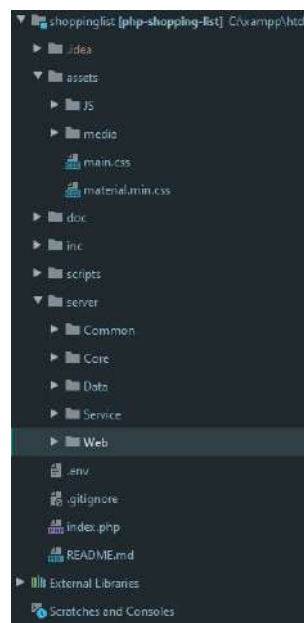 shoppinglist [php-shopping-list] C:\xampp\htd
.idea
assets
JS
media
main.css
material.min.css
doc
inc
scripts
server
Common
Core
Data
Service
Web
.env
.gitignore
index.php
README.md
External Libraries
Scratches and Consoles